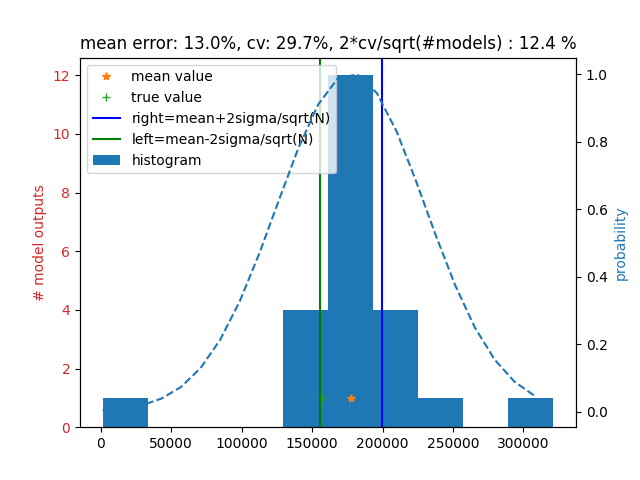 mean error: 13.0%, cv: 29.7%, 2*cv/sqrt(#models) : 12.4 %
mean value
true value
right=mean+2sigma/sqrt(N)
left=mean-2sigma/sqrt(N)
histogram
# model outputs
probability
12
10
8
6
4
2
0
1.0
0.8
0.6
0.4
0.2
0.0
0 50000 100000 150000 200000 250000 300000